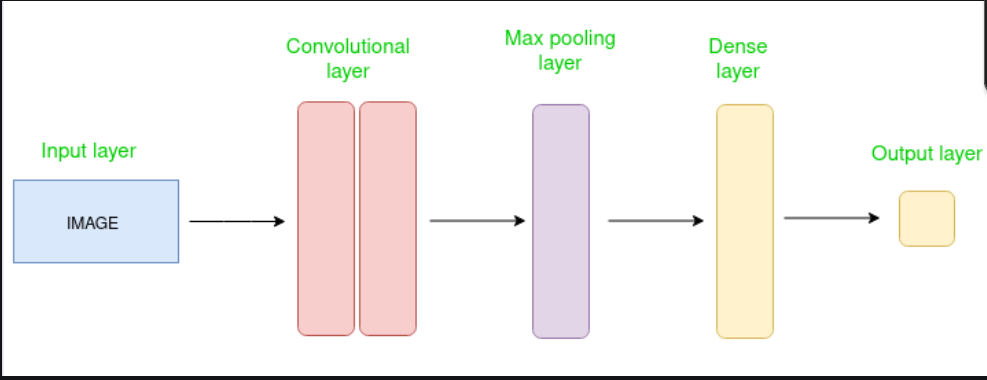 Input layer
IMAGE
Convolutional
layer
Max pooling
layer
Dense
layer
Output layer